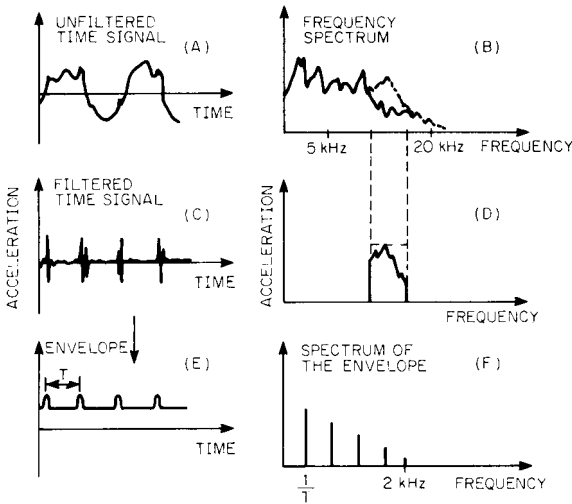 UNFILTERED
TIME SIGNAL
(A)
TIME
FREQUENCY
SPECTRUM
(B)
5 kHz
20 kHz
FREQUENCY
ACCELERATION
FILTERED
TIME SIGNAL
(C)
TIME
ACCELERATION
(D)
FREQUENCY
ENVELOPE
(E)
T
TIME
SPECTRUM OF
THE ENVELOPE
(F)
1
T
2 kHz
FREQUENCY